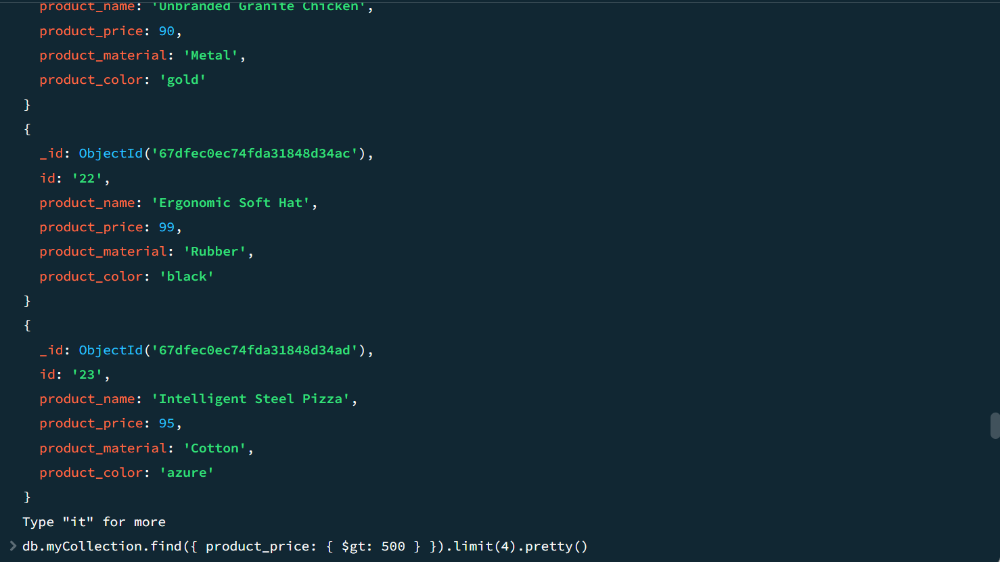 product_name: 'Unbranded Granite Chicken',
product_price: 90,
product_material: 'Metal',
product_color: 'gold'
}
{
_id: ObjectId('67dfec0ec74fda31848d34ac'),
id: '22',
product_name: 'Ergonomic Soft Hat',
product_price: 99,
product_material: 'Rubber',
product_color: 'black'
}
{
_id: ObjectId('67dfec0ec74fda31848d34ad'),
id: '23',
product_name: 'Intelligent Steel Pizza',
product_price: 95,
product_material: 'Cotton',
product_color: 'azure'
}
Type "it" for more
> db.myCollection.find({ product_price: { $gt: 500 } }).limit(4).pretty()